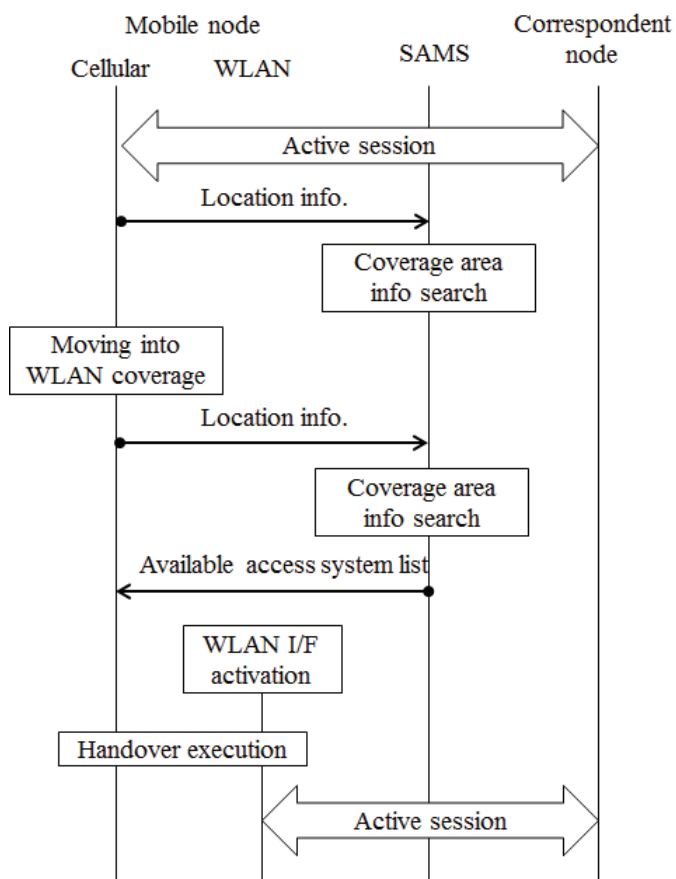 Mobile node
Correspondent
node
Cellular
WLAN
SAMS
Active session
Location info.
Coverage area
info search
Moving into
WLAN coverage
Location info.
Coverage area
info search
Available access system list
WLAN I/F
activation
Handover execution
Active session